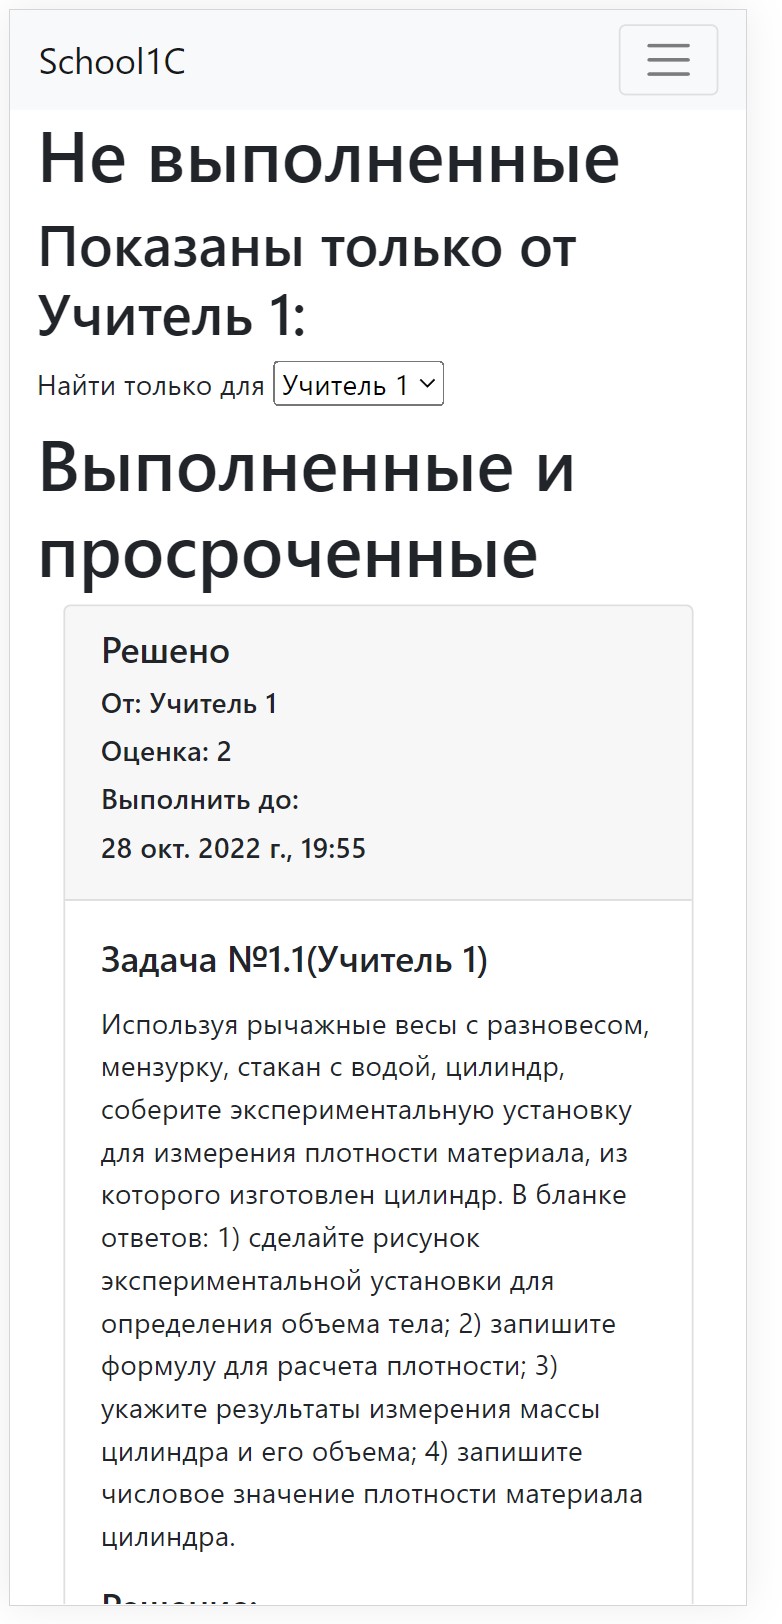 School1C
Не выполненные
Показаны только от
Учитель 1:
Найти только для Учитель 1
Выполненные и
просроченные
Решено
От: Учитель 1
Оценка: 2
Выполнить до:
28 окт. 2022 г., 19:55
Задача №1.1(Учитель 1)
Используя рычажные весы с разновесом,
мензурку, стакан с водой, цилиндр,
соберите экспериментальную установку
для измерения плотности материала, из
которого изготовлен цилиндр. В бланке
ответов: 1) сделайте рисунок
экспериментальной установки для
определения объема тела; 2) запишите
формулу для расчета плотности; 3)
укажите результаты измерения массы
цилиндра и его объема; 4) запишите
числовое значение плотности материала
цилиндра.
Решение: